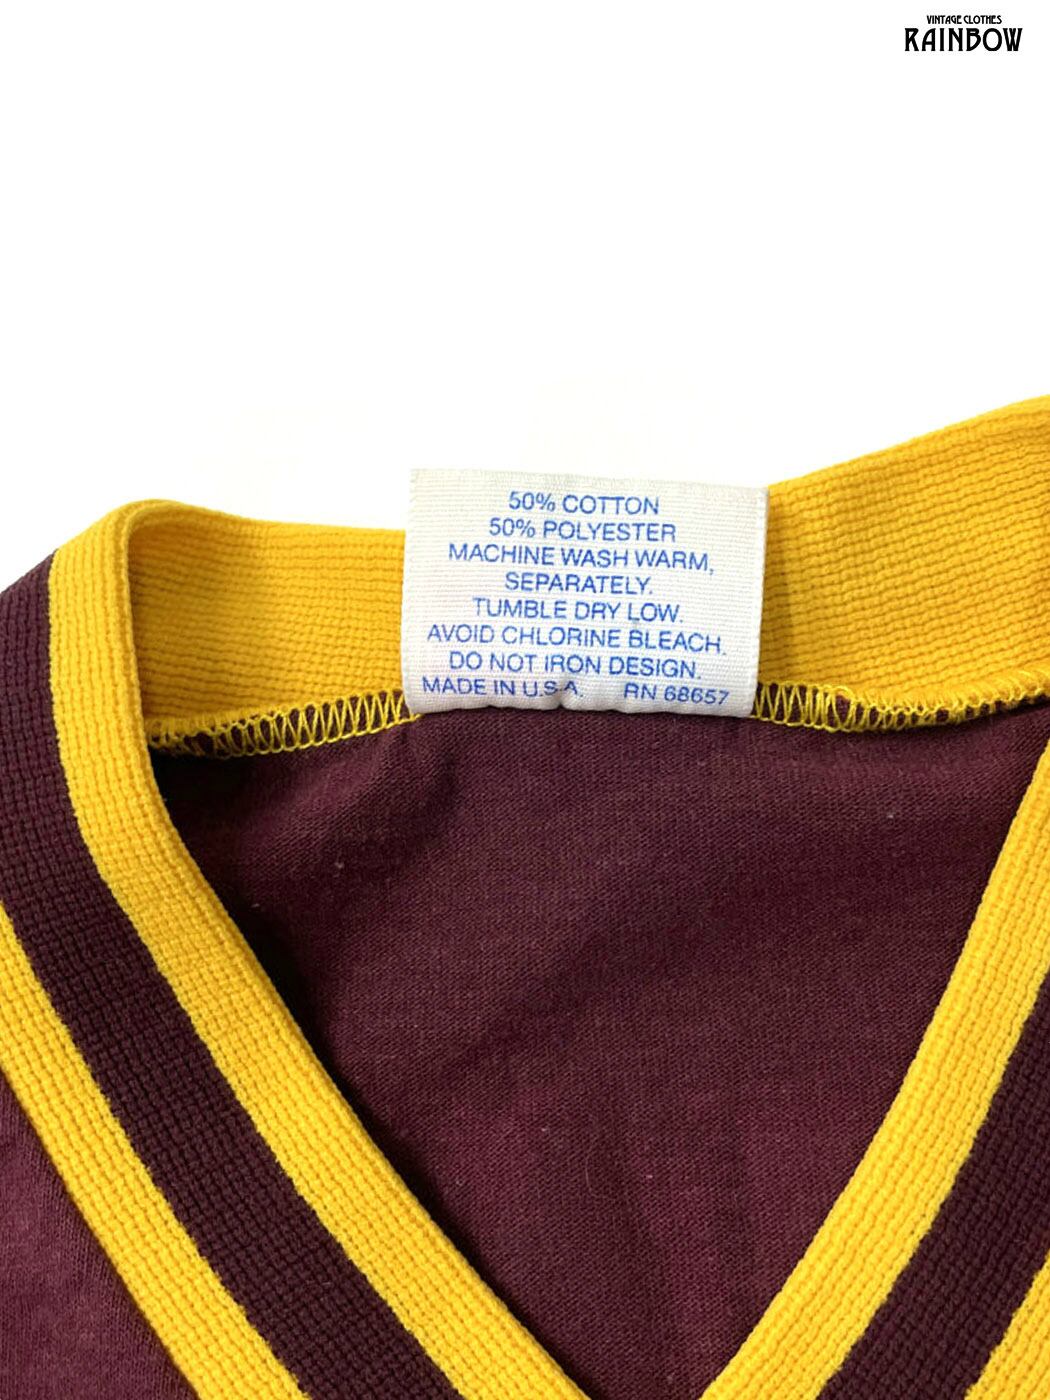 VINTAGE CLOTHES
RAINBOW
50% COTTON
50% POLYESTER
MACHINE WASH WARM,
SEPARATELY.
TUMBLE DRY LOW.
AVOID CHLORINE BLEACH.
DO NOT IRON DESIGN.
MADE IN U.S.A. RN 68657